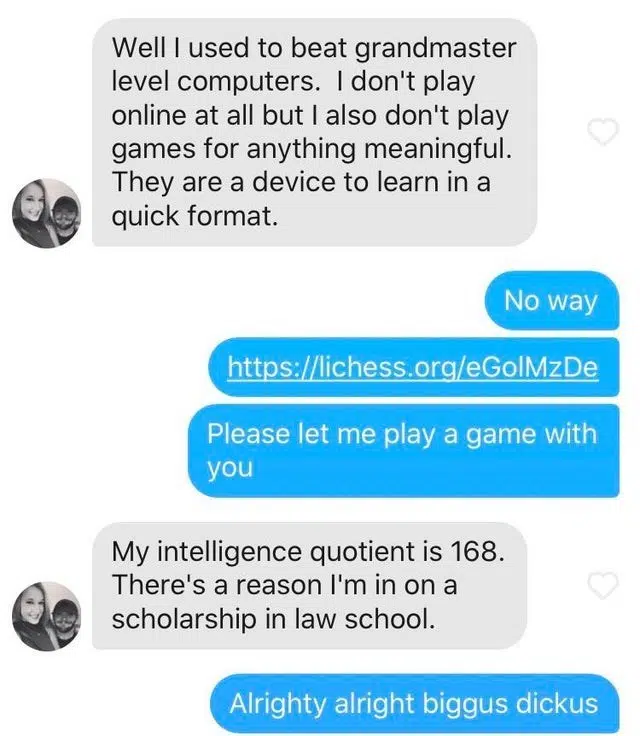 Well I used to beat grandmaster
level computers.  I don't play
online at all but I also don't play
games for anything meaningful.
They are a device to learn in a
quick format.
No way
https://lichess.org/eGolMzDe
Please let me play a game with
you
My intelligence quotient is 168.
There's a reason I'm in on a
scholarship in law school.
Alrighty alright biggus dickus